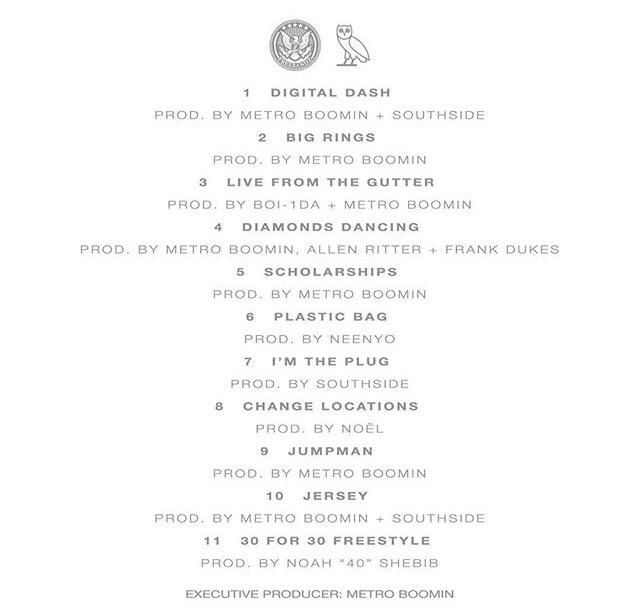 FREEBANDZ
1 DIGITAL DASH
PROD. BY METRO BOOMIN + SOUTHSIDE
2 BIG RINGS
PROD. BY METRO BOOMIN
3 LIVE FROM THE GUTTER
PROD. BY BOI-1DA + METRO BOOMIN
4 DIAMONDS DANCING
PROD. BY METRO BOOMIN, ALLEN RITTER + FRANK DUKES
5 SCHOLARSHIPS
PROD. BY METRO BOOMIN
6 PLASTIC BAG
PROD. BY NEENYO
7 I'M THE PLUG
PROD. BY SOUTHSIDE
8 CHANGE LOCATIONS
PROD. BY NOËL
9 JUMPMAN
PROD. BY METRO BOOMIN
10 JERSEY
PROD. BY METRO BOOMIN + SOUTHSIDE
11 30 FOR 30 FREESTYLE
PROD. BY NOAH “40” SHEBIB
EXECUTIVE PRODUCER: METRO BOOMIN